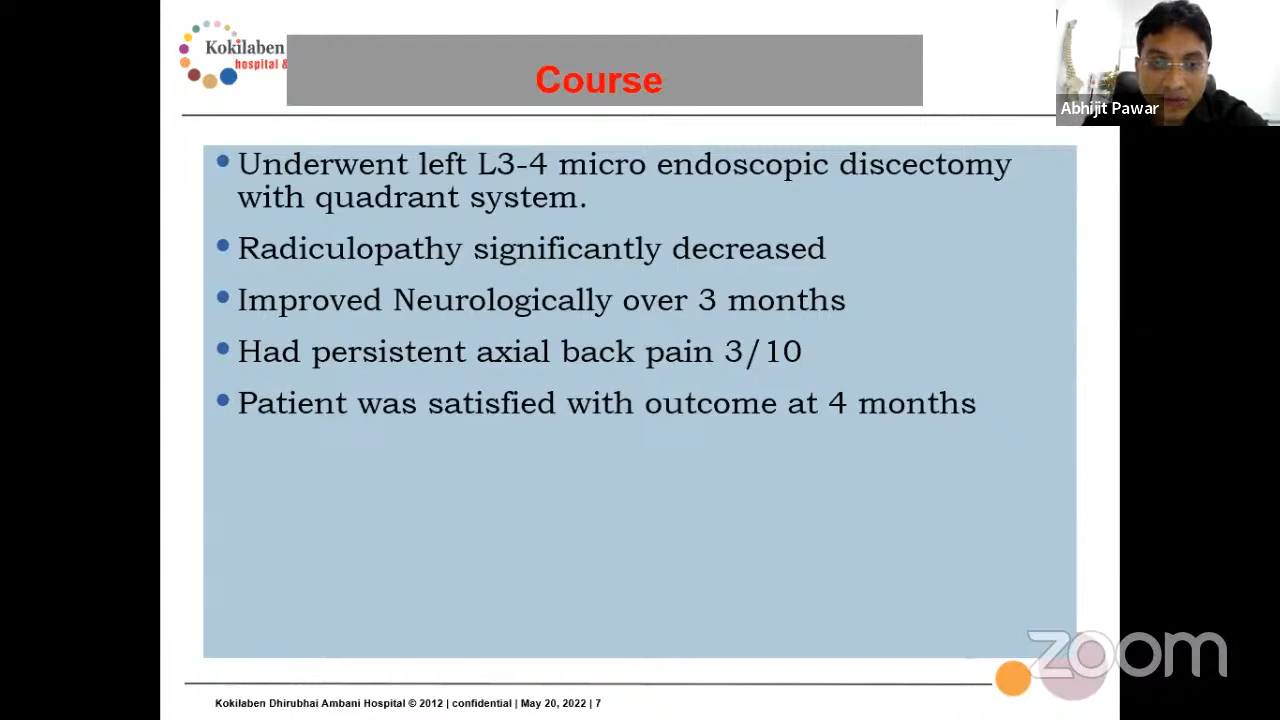 Kokilaben
hospital &
Course
Abhijit Pawar
• Underwent left L3-4 micro endoscopic discectomy
with quadrant system.
• Radiculopathy significantly decreased
• Improved Neurologically over 3 months
• Had persistent axial back pain 3/10
• Patient was satisfied with outcome at 4 months
zoom
Kokilaben Dhirubhai Ambani Hospital © 2012 | confidential | May 20, 2022 | 7